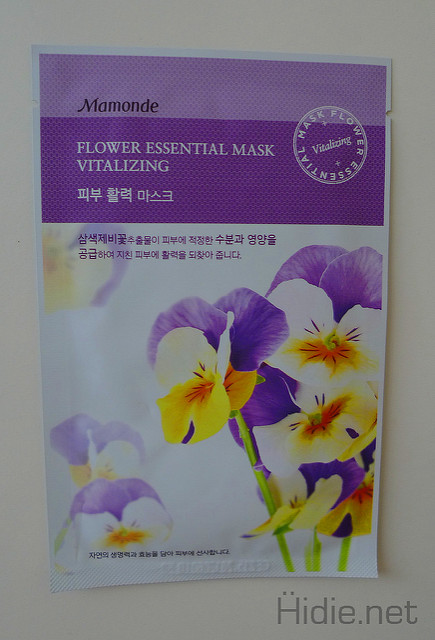 Mamonde
FLOWER ESSENTIAL MASK
VITALIZING
피부 활력 마스크
MASK FLOWER ESSENTIAL
Vitalizing
삼색제비꽃추출물이 피부에 적정한 수분과 영양을
공급하여 지친 피부에 활력을 되찾아 줍니다.
자연의 생명력과 효능을 담아 피부에 선사합니다.
Hidie.net